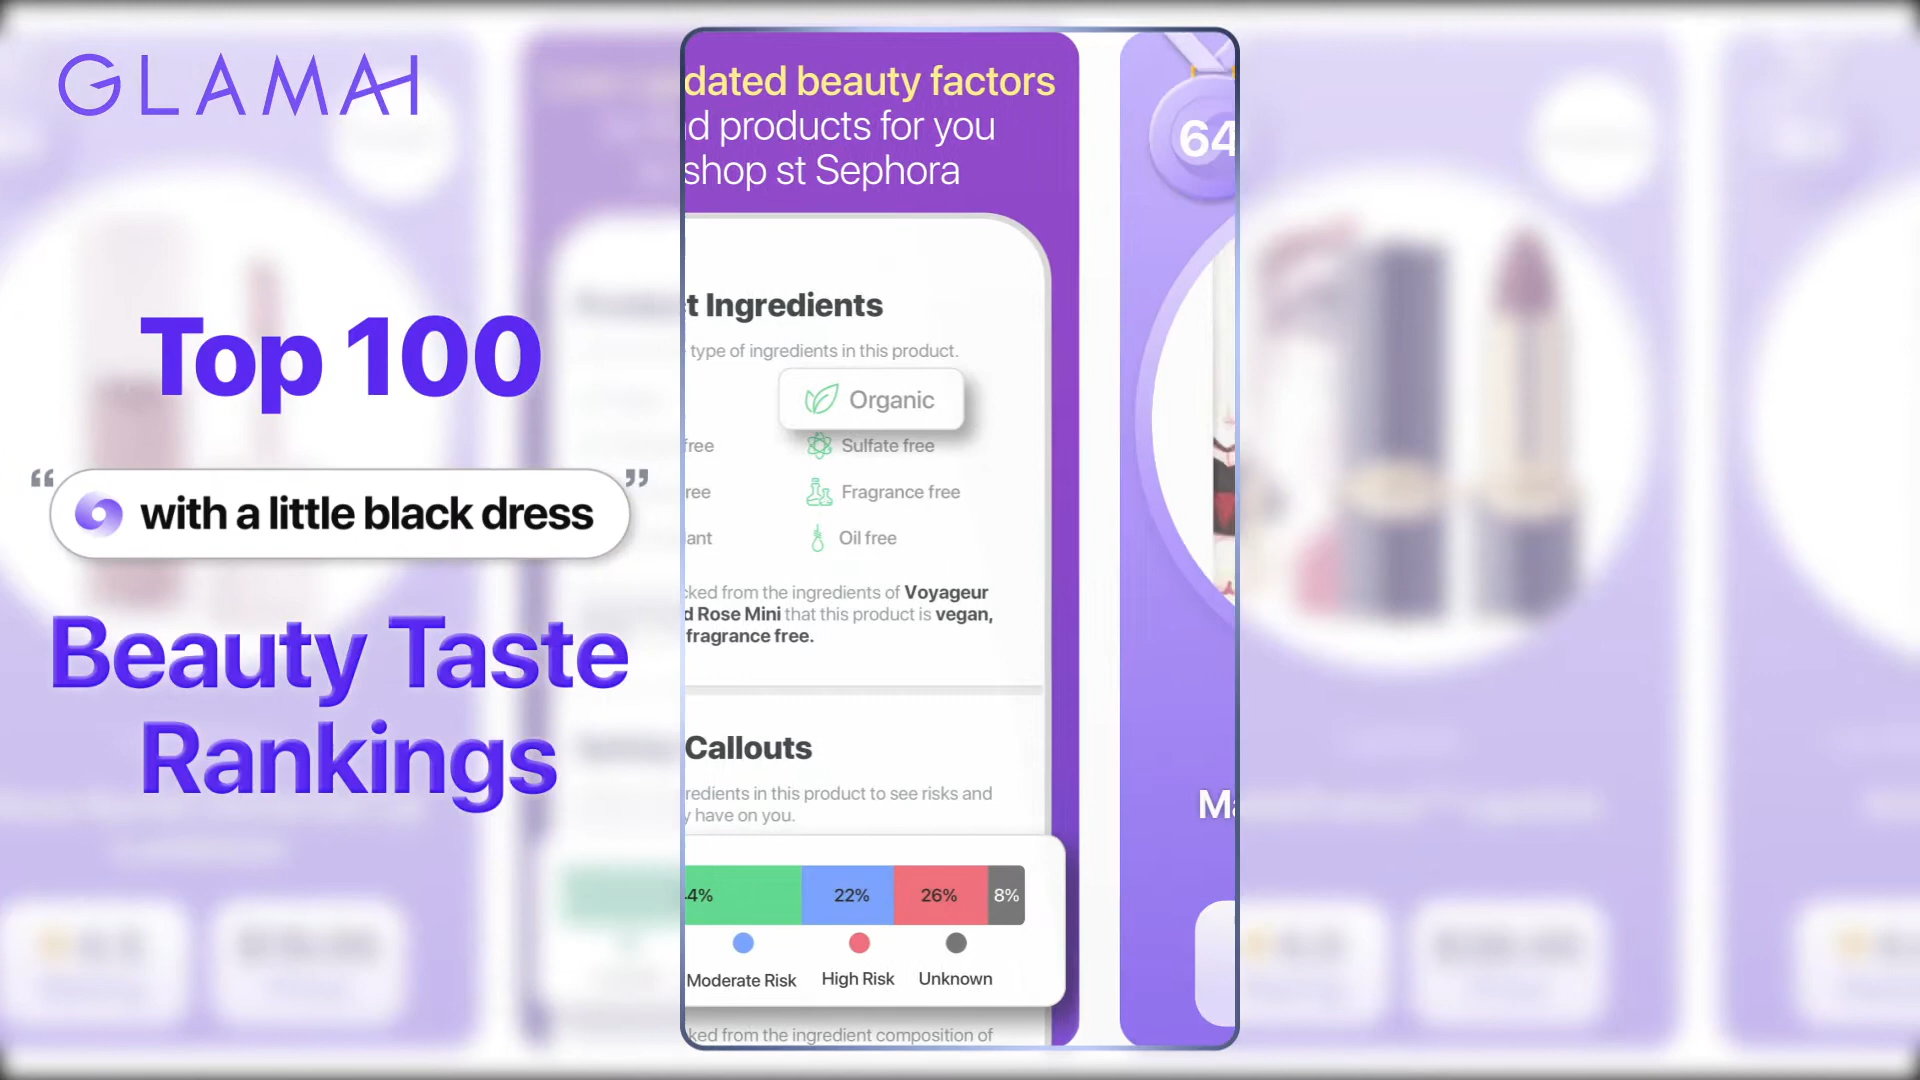 GLAMAI
Top 100
“ with a little black dress ”
Beauty Taste
Rankings
dated beauty factors
d products for you
shop st Sephora
t Ingredients
type of ingredients in this product.
Organic
free
Sulfate free
ree
Fragrance free
ant
Oil free
cked from the ingredients of Voyageur
d Rose Mini that this product is vegan,
fragrance free.
Callouts
redients in this product to see risks and
y have on you.
4% 22% 26% 8%
Moderate Risk High Risk Unknown
ked from the ingredient composition of
64
Ma